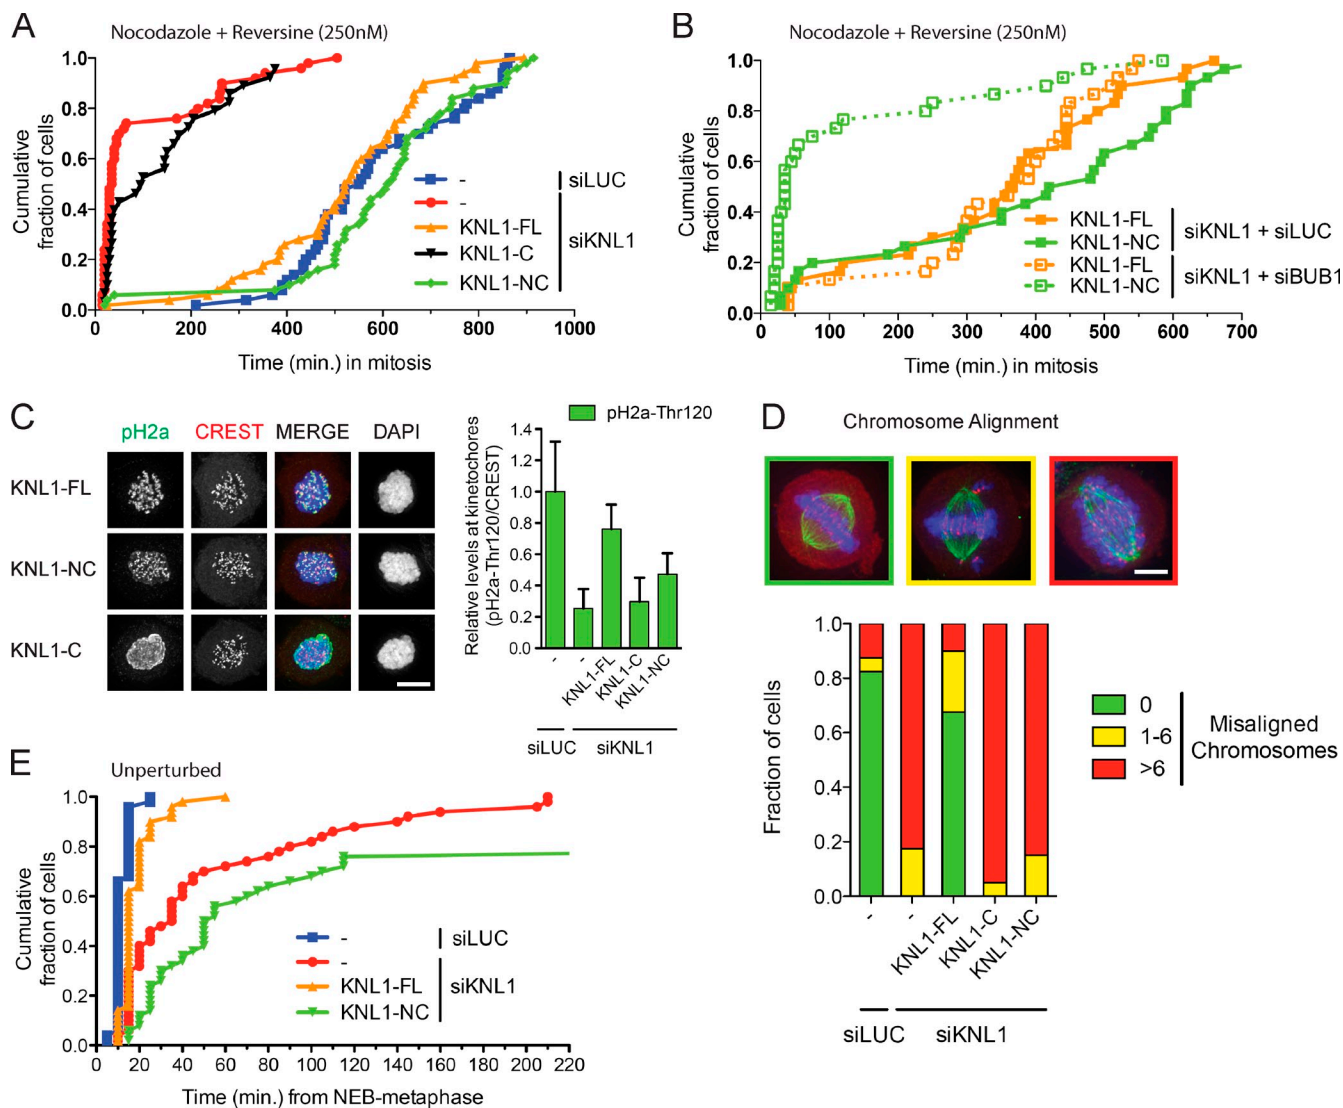 A
Nocodazole + Reversine (250nM)
Cumulative
fraction of cells
1.0
0.8
0.6
0.4
0.2
0.0
0
200
400
600
800
1000
Time (min.) in mitosis
-
siLUC
-
KNL1-FL
KNL1-C
KNL1-NC
siKNL1
B
Nocodazole + Reversine (250nM)
Cumulative
fraction of cells
1.0
0.8
0.6
0.4
0.2
0.0
0
100
200
300
400
500
600
700
Time (min.) in mitosis
KNL1-FL
KNL1-NC
siKNL1 + siLUC
KNL1-FL
KNL1-NC
siKNL1 + siBUB1
C
pH2a
CREST
MERGE
DAPI
KNL1-FL
KNL1-NC
KNL1-C
pH2a-Thr120
Relative levels at kinetochores
(pH2a-Thr120/CREST)
1.4
1.2
1.0
0.8
0.6
0.4
0.2
0.0
-
-
KNL1-FL
KNL1-C
KNL1-NC
siLUC
siKNL1
D
Chromosome Alignment
Fraction of cells
1.0
0.8
0.6
0.4
0.2
0.0
-
-
KNL1-FL
KNL1-C
KNL1-NC
siLUC
siKNL1
0
1-6
>6
Misaligned
Chromosomes
E
Unperturbed
Cumulative
fraction of cells
1.0
0.8
0.6
0.4
0.2
0.0
0
20
40
60
80
100
120
140
160
180
200
220
Time (min.) from NEB-metaphase
-
siLUC
-
KNL1-FL
KNL1-NC
siKNL1